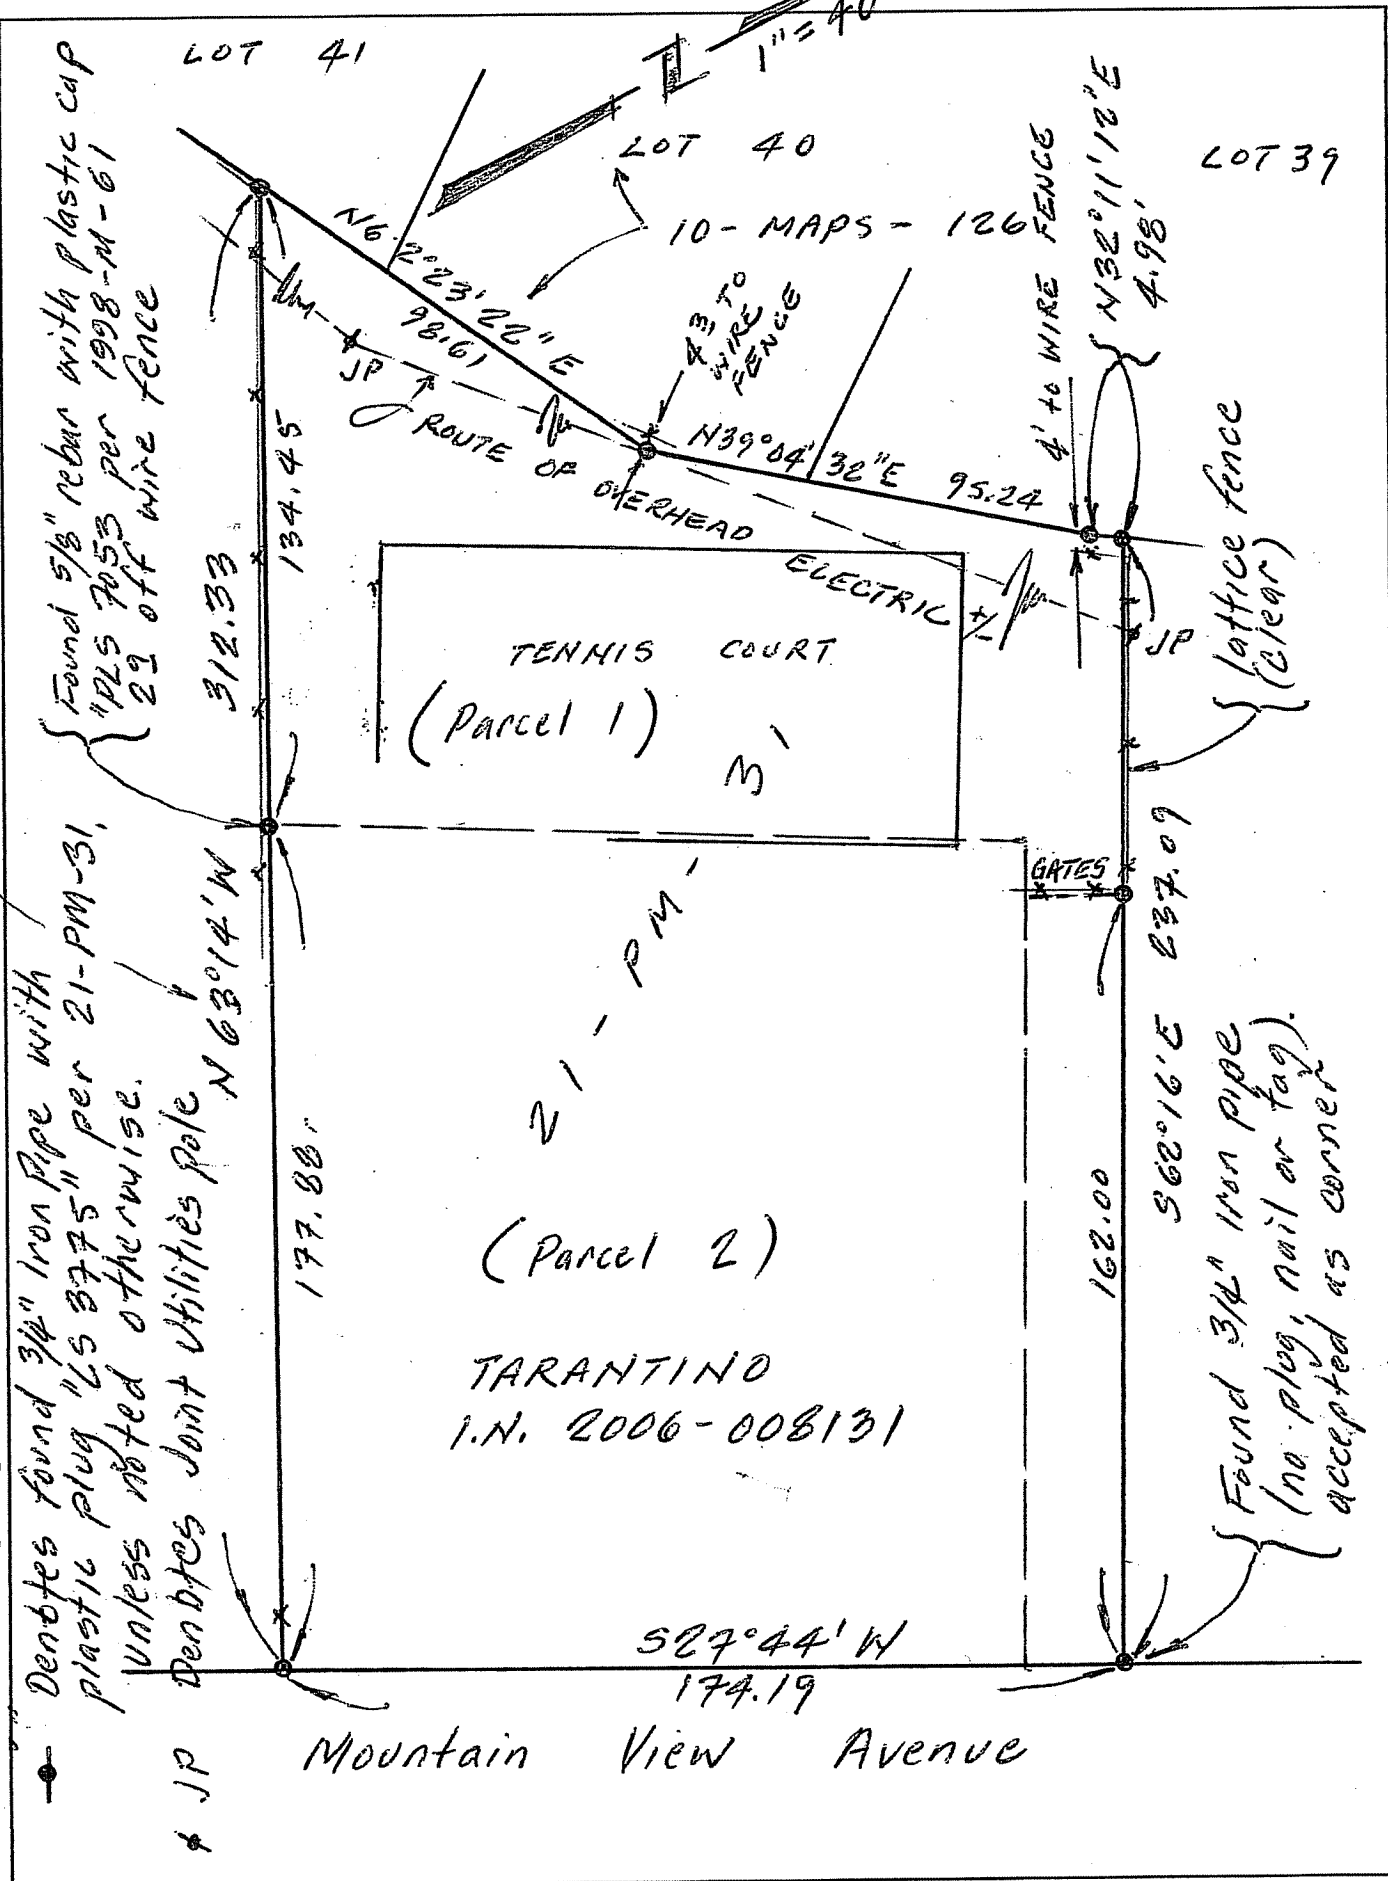 LOT 41
1"= 40'
LOT 40
LOT 39
10 - MAPS - 126
N62°23'22"E
98.61
JP
ROUTE OF OVERHEAD ELECTRIC +/-
TO
WIRE
FENCE
N39°04'32"E 95.24
4' to WIRE FENCE
N32°11'12"E
4.98'
Found 5/8" rebar with plastic cap
"PLS 7053 per 1998-M-61
off wire fence
312.33
134.45
TENNIS COURT
(Parcel 1)
JP
lattice fence
(clear)
GATES
21 - PM - 31
N63°14'W
177.88
237.09
S62°16'E
162.00
(Parcel 2)
TARANTINO
I.N. 2006-008131
Found 3/4" Iron pipe
(no plug, nail or tag).
accepted as corner
Denotes found 3/4" Iron Pipe with
plastic plug "LS 3775" per 21-PM-31,
unless noted otherwise.
JP Denotes Joint Utilities pole
S27°44'W
174.19
Mountain View Avenue